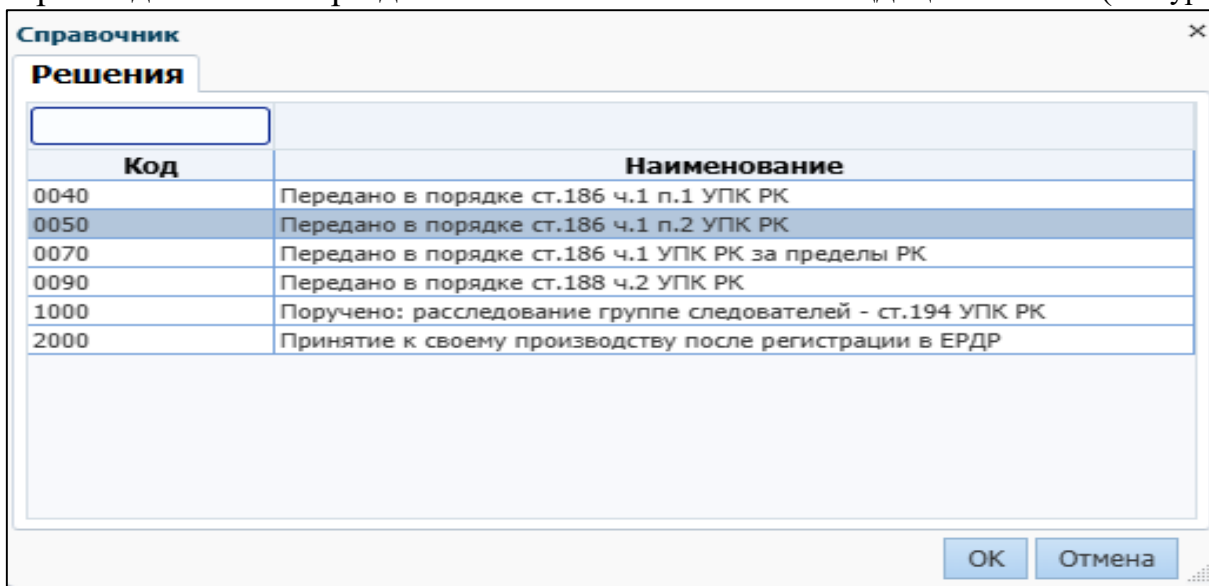 Справочник
Решения
Код Наименование
0040 Передано в порядке ст.186 ч.1 п.1 УПК РК
0050 Передано в порядке ст.186 ч.1 п.2 УПК РК
0070 Передано в порядке ст.186 ч.1 УПК РК за пределы РК
0090 Передано в порядке ст.188 ч.2 УПК РК
1000 Поручено: расследование группе следователей - ст.194 УПК РК
2000 Принятие к своему производству после регистрации в ЕРДР
OK Отмена